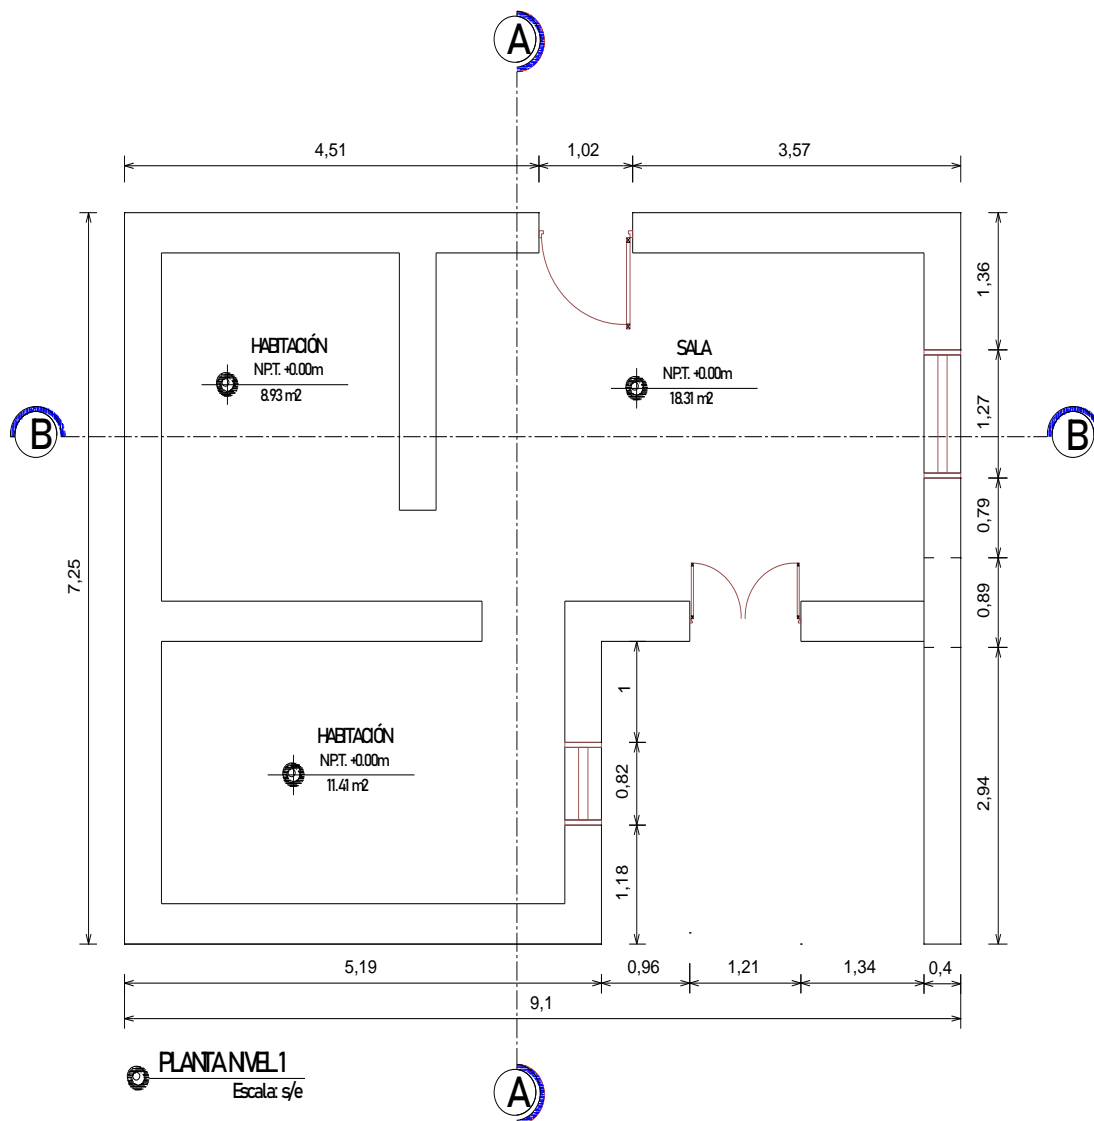 A
4,51
1,02
3,57
1,36
HABITACIÓN
N.P.T. +0.00m
8.93 m2
SALA
N.P.T. +0.00m
18.31 m2
B
B
1,27
0,79
7,25
0,89
1
HABITACIÓN
N.P.T. +0.00m
11.41 m2
0,82
2,94
1,18
5,19
0,96
1,21
1,34
0,4
9,1
PLANTA NIVEL 1
Escala: s/e
A